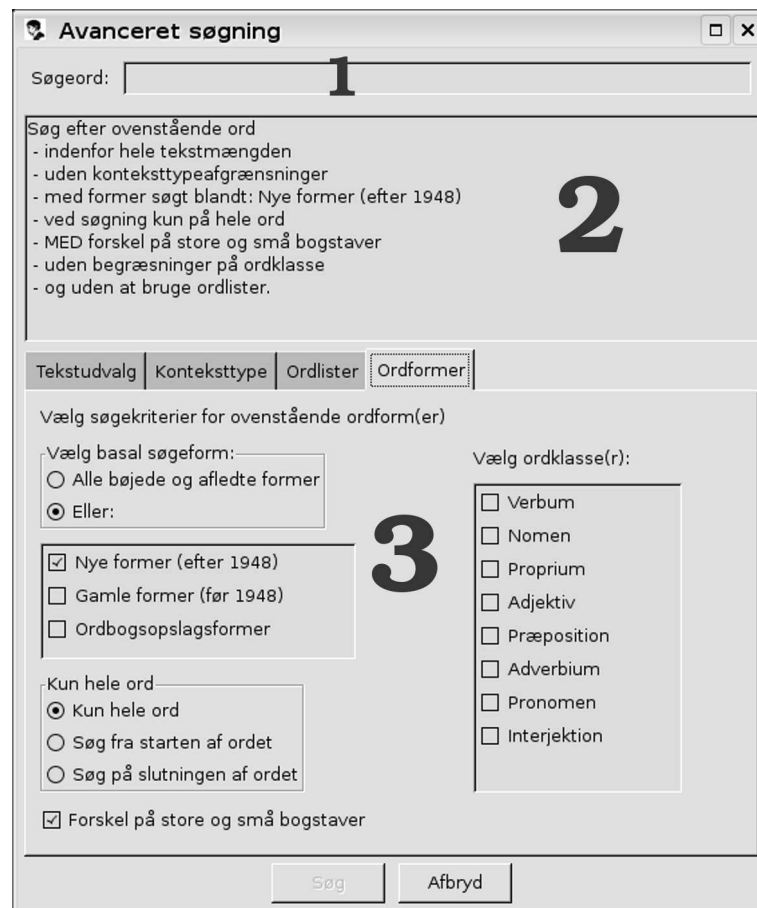 Avanceret søgning
Søgeord:
1
Søg efter ovenstående ord
- indenfor hele tekstmængden
- uden konteksttypeafgrænsninger
- med former søgt blandt: Nye former (efter 1948)
- ved søgning kun på hele ord
- MED forskel på store og små bogstaver
- uden begræsninger på ordklasse
- og uden at bruge ordlister.
2
Tekstudvalg Konteksttype Ordlister Ordformer
Vælg søgekriterier for ovenstående ordform(er)
Vælg basal søgeform:
Alle bøjede og afledte former
Eller:
Nye former (efter 1948)
Gamle former (før 1948)
Ordbogsopslagsformer
3
Kun hele ord
Kun hele ord
Søg fra starten af ordet
Søg på slutningen af ordet
Forskel på store og små bogstaver
Vælg ordklasse(r):
Verbum
Nomen
Proprium
Adjektiv
Præposition
Adverbium
Pronomen
Interjektion
Søg Afbryd